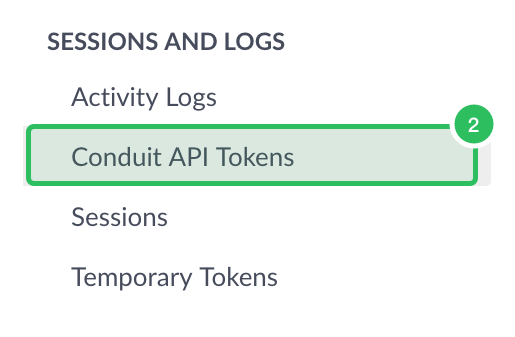 SESSIONS AND LOGS
Activity Logs
2
Conduit API Tokens
Sessions
Temporary Tokens